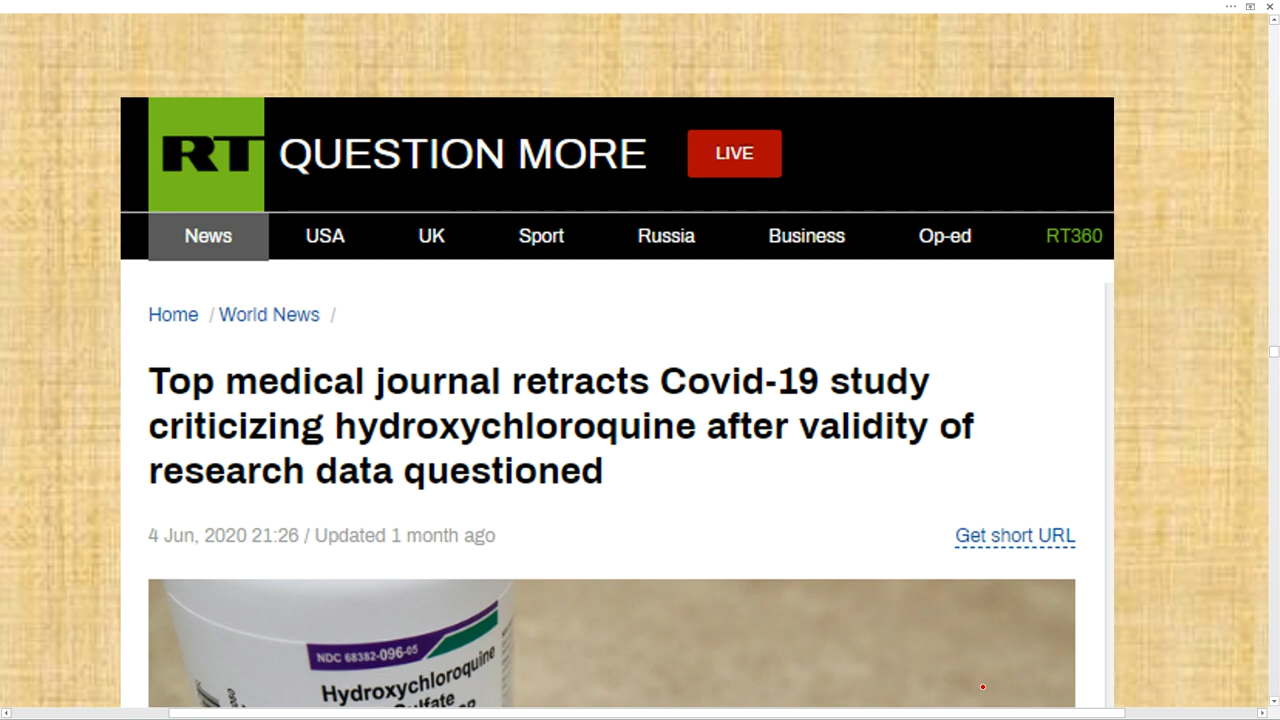 RT QUESTION MORE LIVE
News USA UK Sport Russia Business Op-ed RT360
Home / World News /
Top medical journal retracts Covid-19 study
criticizing hydroxychloroquine after validity of
research data questioned
4 Jun, 2020 21:26 / Updated 1 month ago
Get short URL
NDC 68382-096-05
Hydroxychloroquine